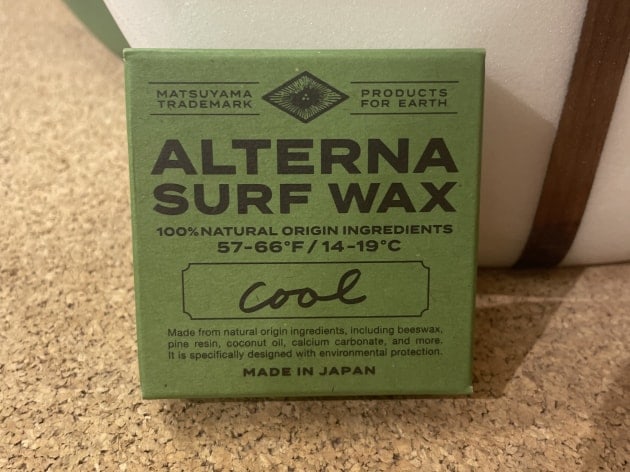 MATSUYAMA
TRADEMARK
PRODUCTS
FOR EARTH
ALTERNA
SURF WAX
100% NATURAL ORIGIN INGREDIENTS
57-66°F / 14-19°C
cool
Made from natural origin ingredients, including beeswax,
pine resin, coconut oil, calcium carbonate, and more.
It is specifically designed with environmental protection.
MADE IN JAPAN